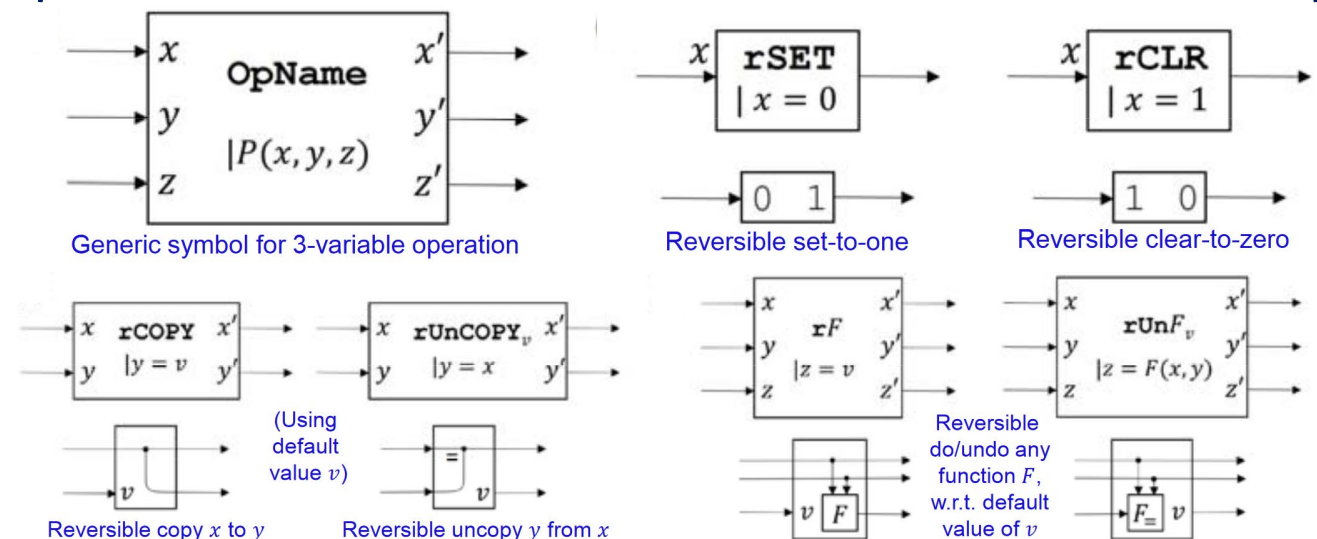 x OpName x′
y y′
|P(x, y, z)
z z′
Generic symbol for 3-variable operation
x rSET
| x = 0
0 1
Reversible set-to-one
x rCLR
| x = 1
1 0
Reversible clear-to-zero
x rCOPY x′
y |y = v y′
v
Reversible copy x to y
(Using
default
value v)
x rUnCOPYᵥ x′
y |y = x y′
=
v
Reversible uncopy y from x
x x′
rF
y y′
|z = v
z z′
v F
Reversible
do/undo any
function F,
w.r.t. default
value of v
x x′
rUnFᵥ
y y′
|z = F(x, y)
z z′
F₌ v